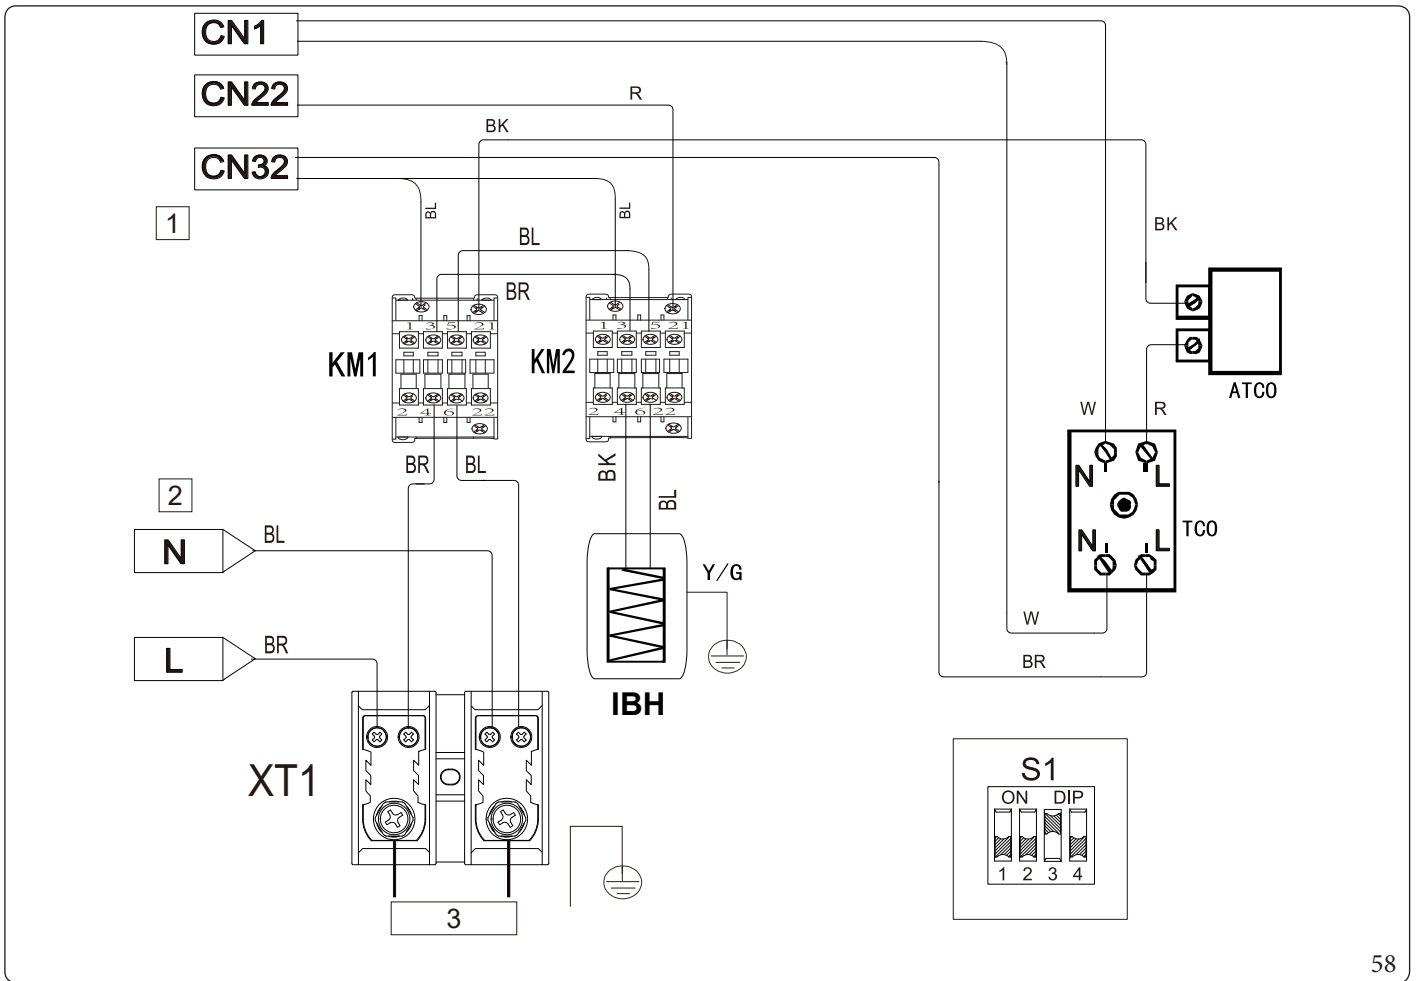 CN1
CN22
R
BK
CN32
1
BL
BL
BK
BL
BR
1 3 5 21
1 3 5 21
KM1
KM2
ATCO
2 4 6 22
2 4 6 22
W
R
BR
BL
BK
BL
N
L
2
N
BL
TCO
N
L
Y/G
W
L
BR
BR
IBH
XT1
S1
ON DIP
1 2 3 4
3
58